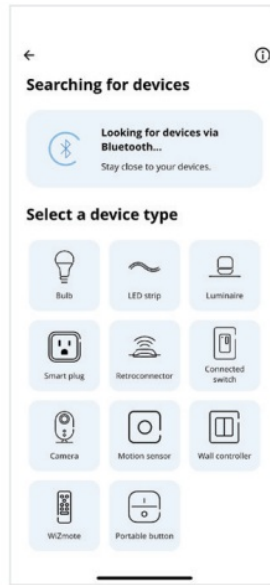 Searching for devices
Looking for devices via
Bluetooth...
Stay close to your devices.
Select a device type
Bulb
LED strip
Luminaire
Smart plug
Retroconnector
Connected
switch
Camera
Motion sensor
Wall controller
WiZmote
Portable button